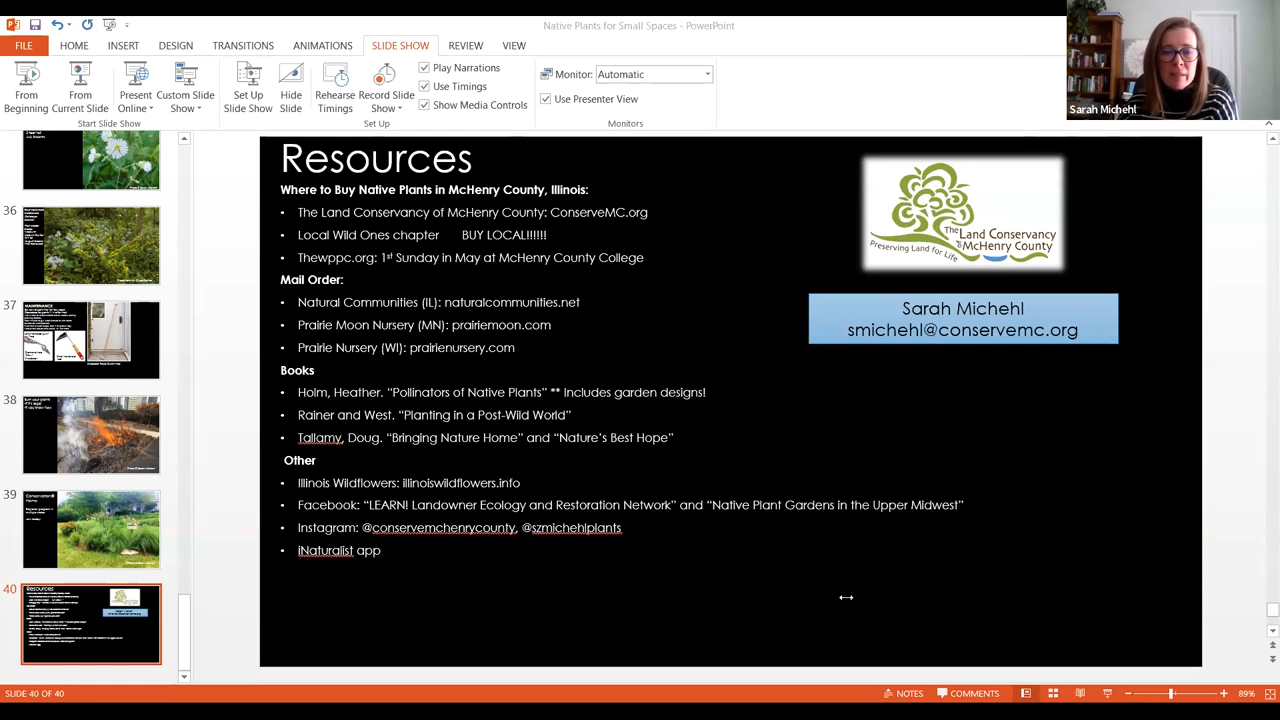 Native Plants for Small Spaces - PowerPoint
FILE HOME INSERT DESIGN TRANSITIONS ANIMATIONS SLIDE SHOW REVIEW VIEW
From Beginning
From Current Slide
Present Online
Custom Slide Show
Start Slide Show
Set Up Slide Show
Hide Slide
Rehearse Timings
Record Slide Show
Play Narrations
Use Timings
Show Media Controls
Set Up
Monitor: Automatic
Use Presenter View
Monitors
Sarah Michehl
36
37
MAINTENANCE
38
39
40
Resources
Resources
Where to Buy Native Plants in McHenry County, Illinois:
• The Land Conservancy of McHenry County: ConserveMC.org
• Local Wild Ones chapter BUY LOCAL!!!!!!
• Thewppc.org: 1st Sunday in May at McHenry County College
Mail Order:
• Natural Communities (IL): naturalcommunities.net
• Prairie Moon Nursery (MN): prairiemoon.com
• Prairie Nursery (WI): prairienursery.com
Books
• Holm, Heather. “Pollinators of Native Plants” ** Includes garden designs!
• Rainer and West. “Planting in a Post-Wild World”
• Tallamy, Doug. “Bringing Nature Home” and “Nature’s Best Hope”
Other
• Illinois Wildflowers: illinoiswildflowers.info
• Facebook: “LEARN! Landowner Ecology and Restoration Network” and “Native Plant Gardens in the Upper Midwest”
• Instagram: @conservemchenrycounty, @szmichehlplants
• iNaturalist app
The Land Conservancy
of McHenry County
Preserving Land for Life
Sarah Michehl
smichehl@conservemc.org
SLIDE 40 OF 40
NOTES COMMENTS 89%